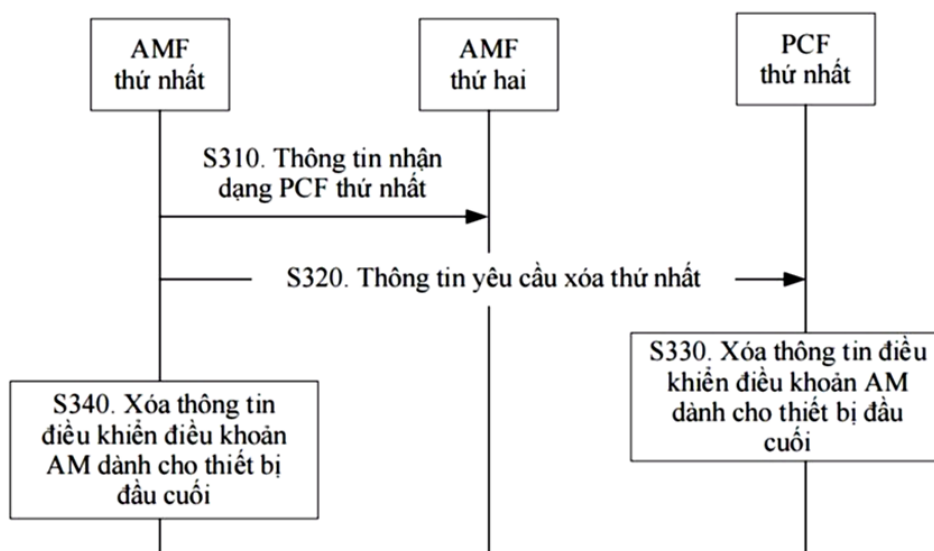 AMF
thứ nhất
AMF
thứ hai
PCF
thứ nhất
S310. Thông tin nhận
dạng PCF thứ nhất
S320. Thông tin yêu cầu xóa thứ nhất
S330. Xóa thông tin điều
khiển điều khoản AM
dành cho thiết bị đầu
cuối
S340. Xóa thông tin
điều khiển điều khoản
AM dành cho thiết bị
đầu cuối